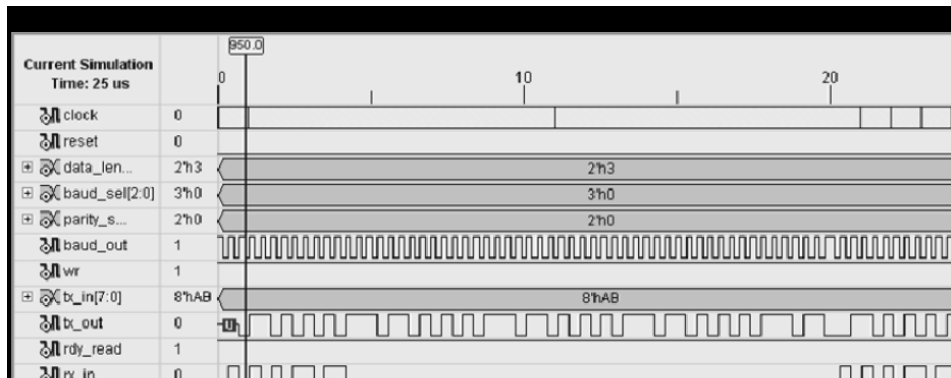 950.0
Current Simulation
Time: 25 us
0 10 20
clock 0
reset 0
data_len... 2'h3 2'h3
baud_sel[2:0] 3'h0 3'h0
parity_s... 2'h0 2'h0
baud_out 1
wr 1
tx_in[7:0] 8'hAB 8'hAB
tx_out 0 U
rdy_read 1
rx_in 0